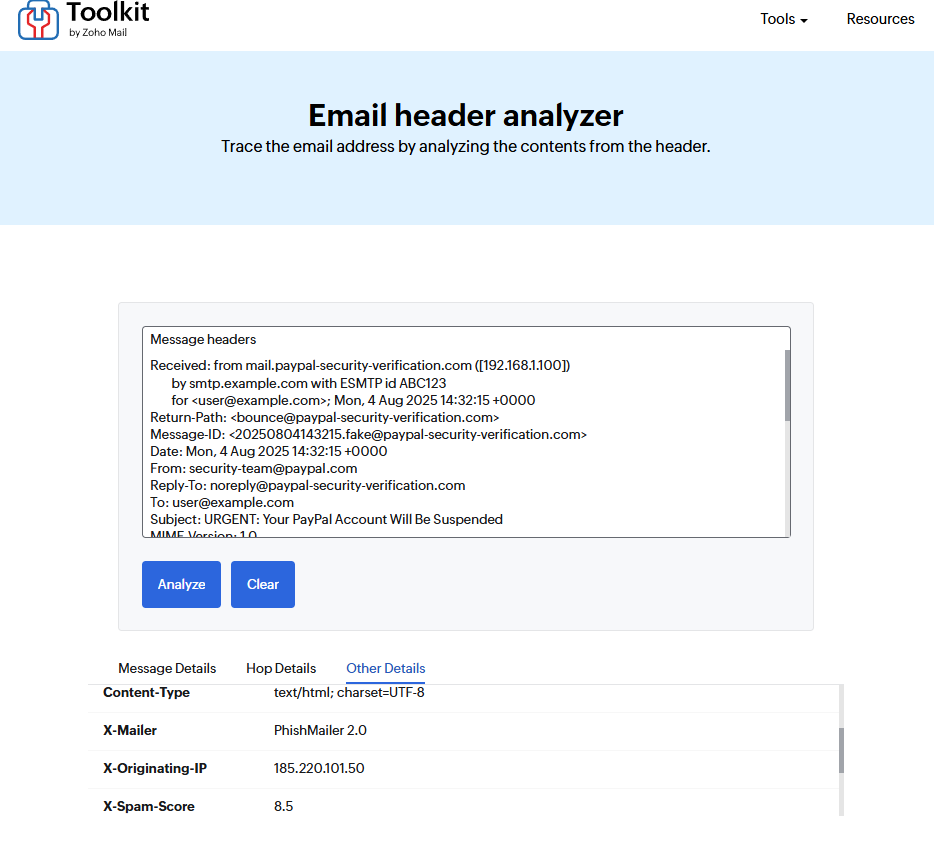 Toolkit
by Zoho Mail
Tools
Resources
Email header analyzer
Trace the email address by analyzing the contents from the header.
Message headers
Received: from mail.paypal-security-verification.com ([192.168.1.100])
by smtp.example.com with ESMTP id ABC123
for <user@example.com>; Mon, 4 Aug 2025 14:32:15 +0000
Return-Path: <bounce@paypal-security-verification.com>
Message-ID: <20250804143215.fake@paypal-security-verification.com>
Date: Mon, 4 Aug 2025 14:32:15 +0000
From: security-team@paypal.com
Reply-To: noreply@paypal-security-verification.com
To: user@example.com
Subject: URGENT: Your PayPal Account Will Be Suspended
MIME-Version: 1.0
Analyze
Clear
Message Details
Hop Details
Other Details
Content-Type text/html; charset=UTF-8
X-Mailer PhishMailer 2.0
X-Originating-IP 185.220.101.50
X-Spam-Score 8.5